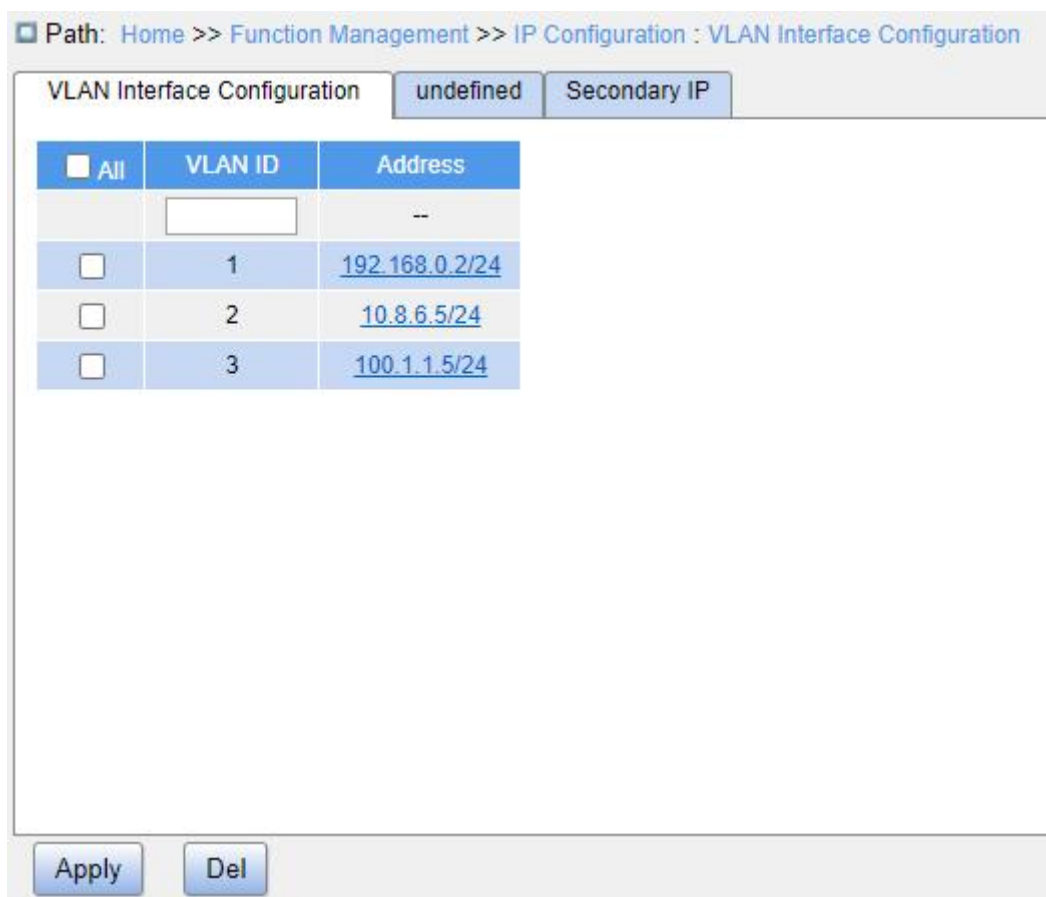 Path: Home >> Function Management >> IP Configuration : VLAN Interface Configuration
VLAN Interface Configuration undefined Secondary IP
All VLAN ID Address
--
1 192.168.0.2/24
2 10.8.6.5/24
3 100.1.1.5/24
Apply Del